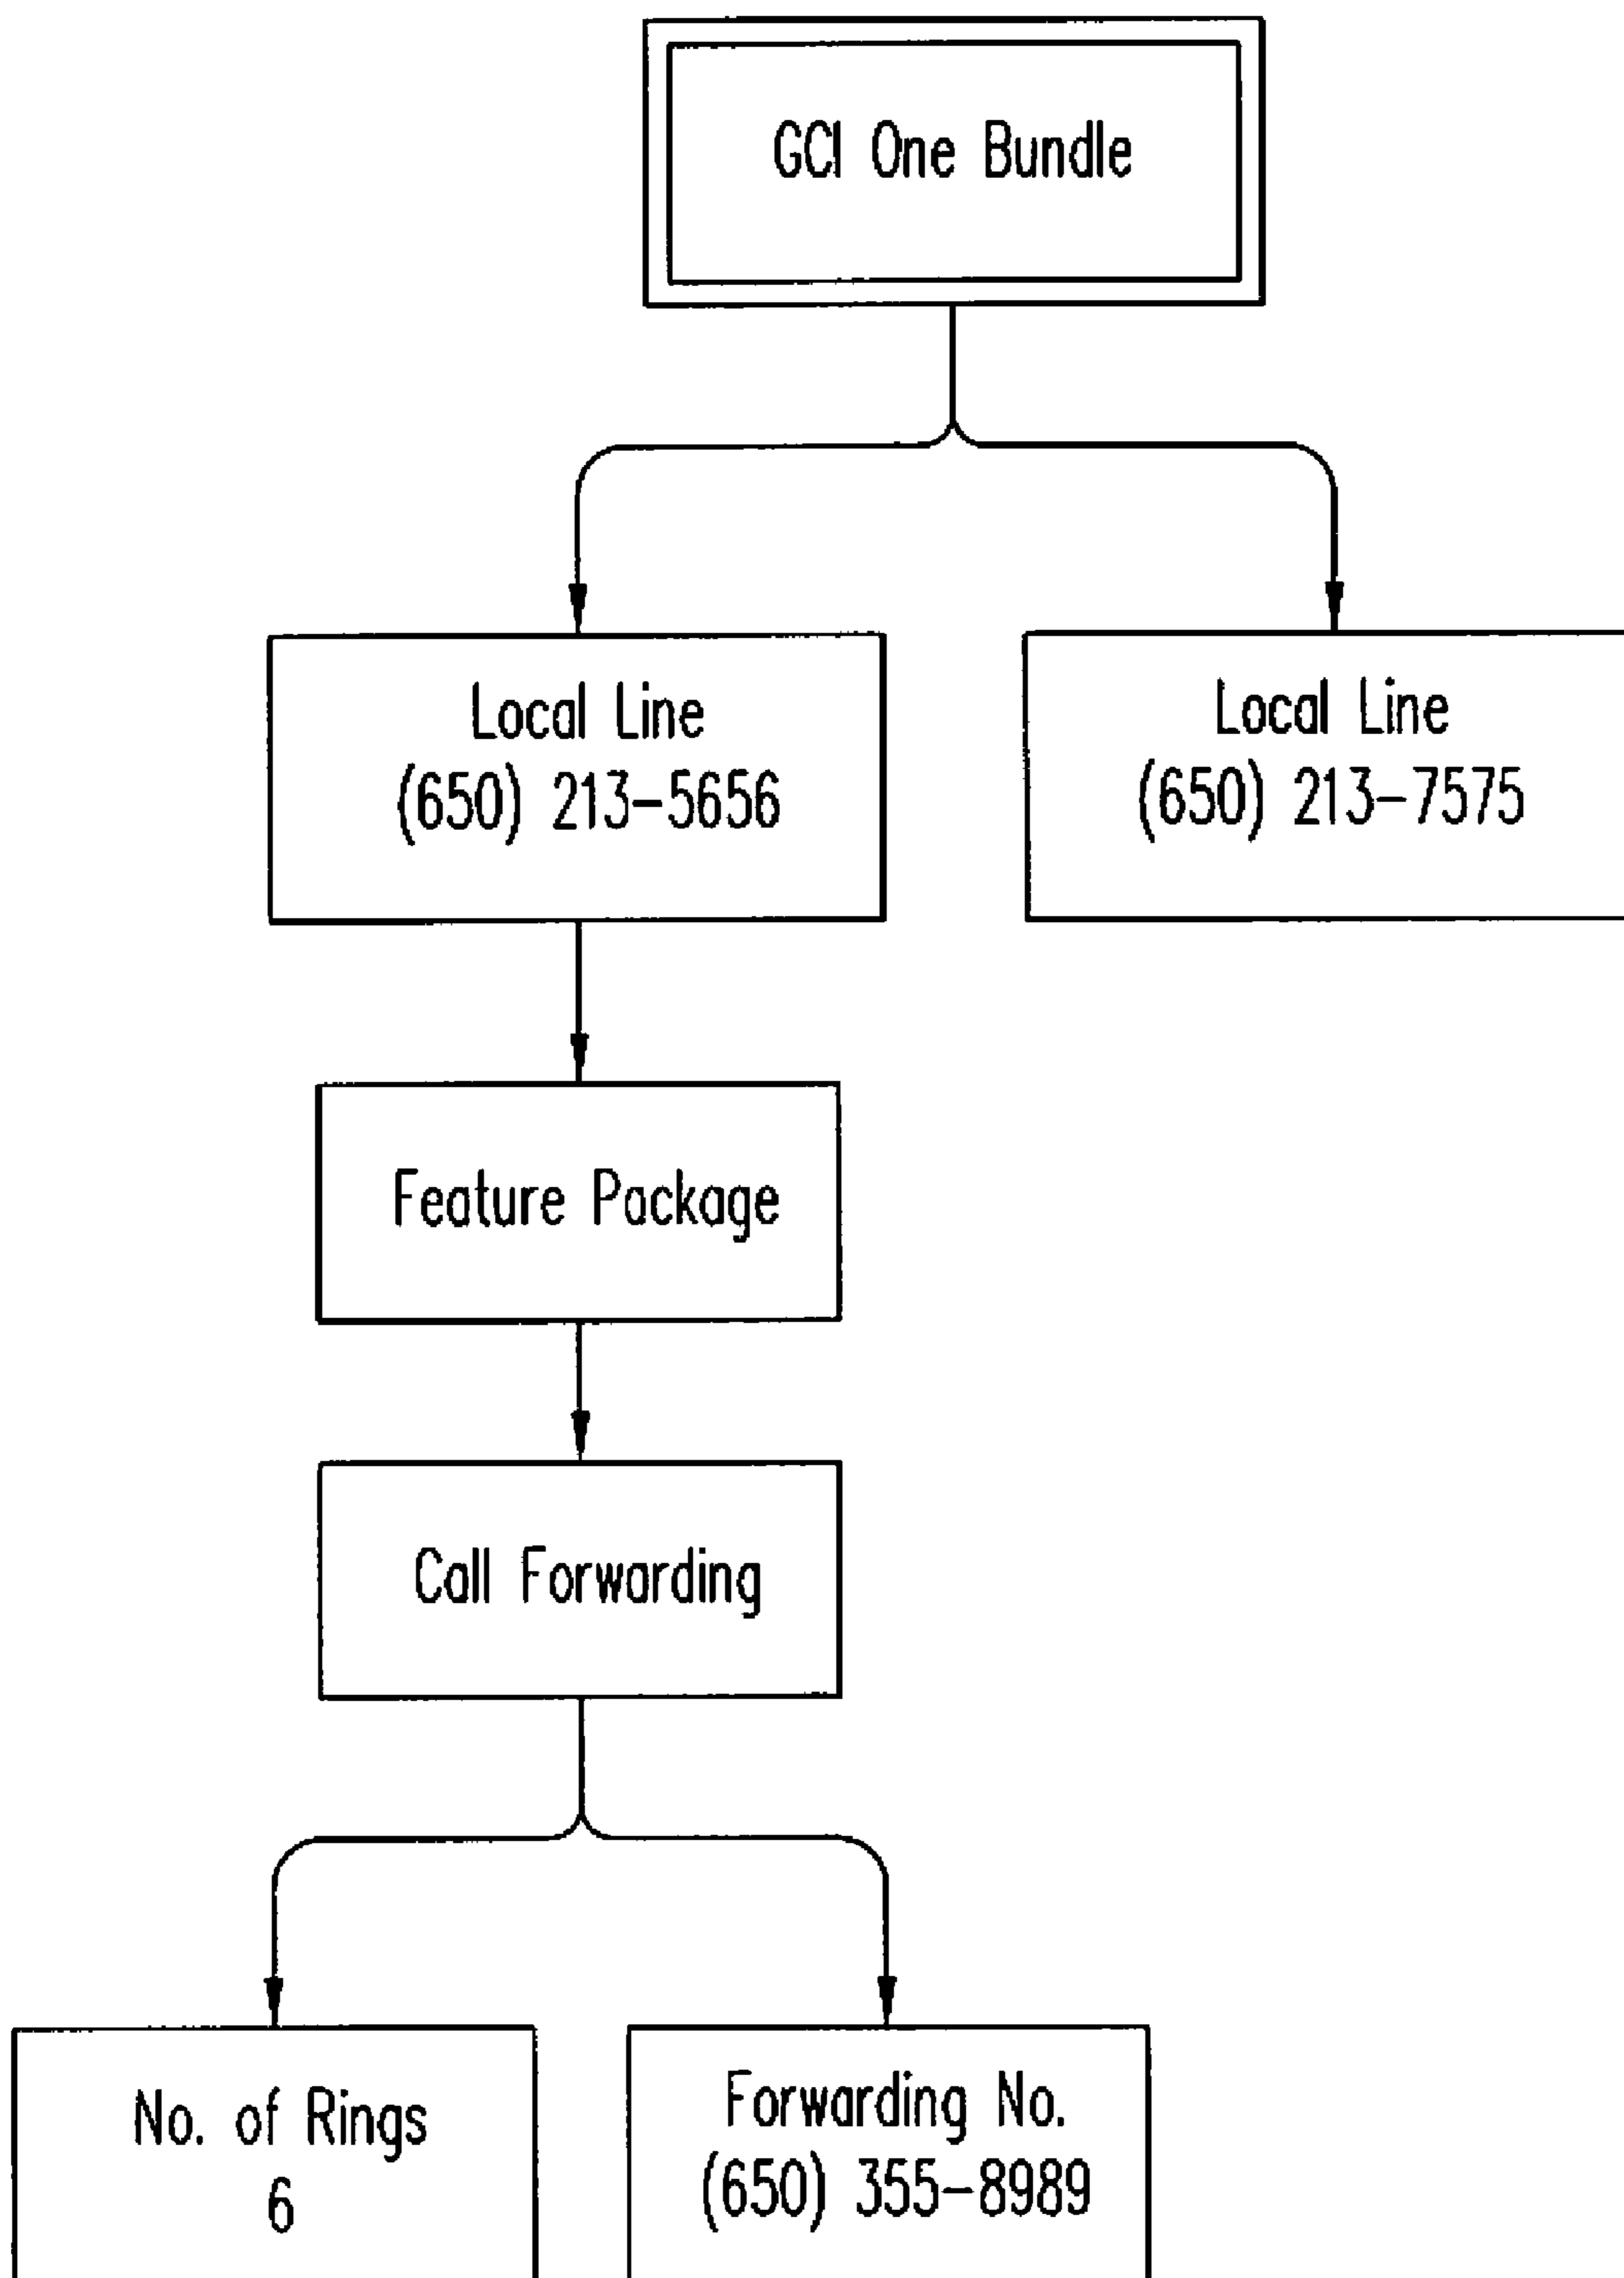 GCI One Bundle
Local Line
(650) 213-5656
Local Line
(650) 213-7575
Feature Package
Call Forwarding
No. of Rings
6
Forwarding No.
(650) 355-8989